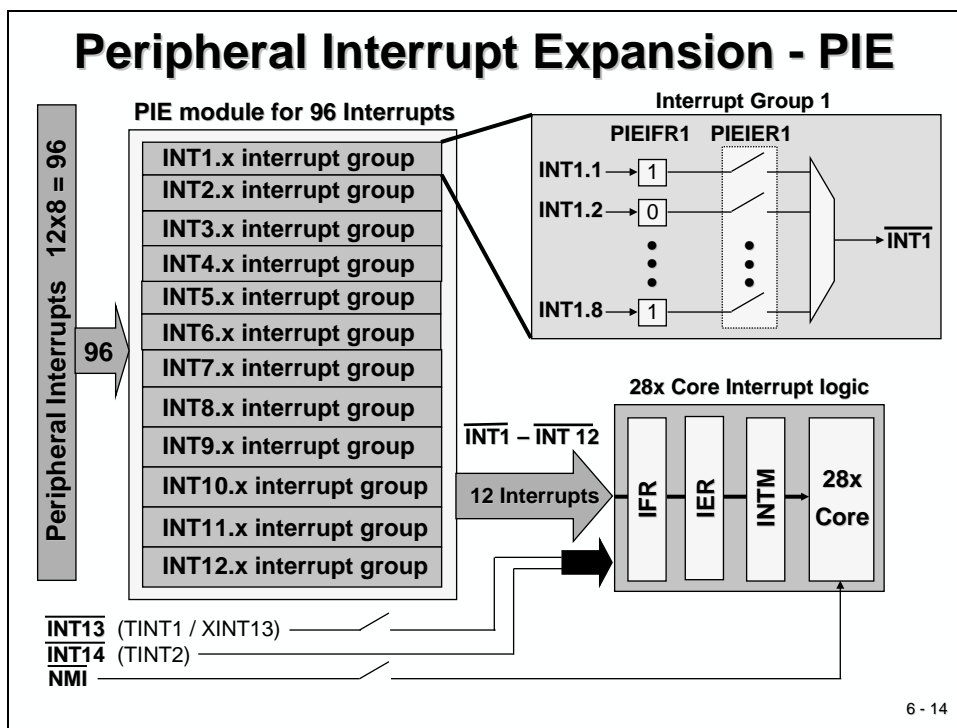 Peripheral Interrupt Expansion - PIE
Peripheral Interrupts 12x8 = 96
96
PIE module for 96 Interrupts
INT1.x interrupt group
INT2.x interrupt group
INT3.x interrupt group
INT4.x interrupt group
INT5.x interrupt group
INT6.x interrupt group
INT7.x interrupt group
INT8.x interrupt group
INT9.x interrupt group
INT10.x interrupt group
INT11.x interrupt group
INT12.x interrupt group
Interrupt Group 1
PIEIFR1 PIEIER1
INT1.1 1
INT1.2 0
INT1.8 1
INT1
28x Core Interrupt logic
INT1 – INT 12
12 Interrupts
IFR
IER
INTM
28x
Core
INT13 (TINT1 / XINT13)
INT14 (TINT2)
NMI
6 - 14